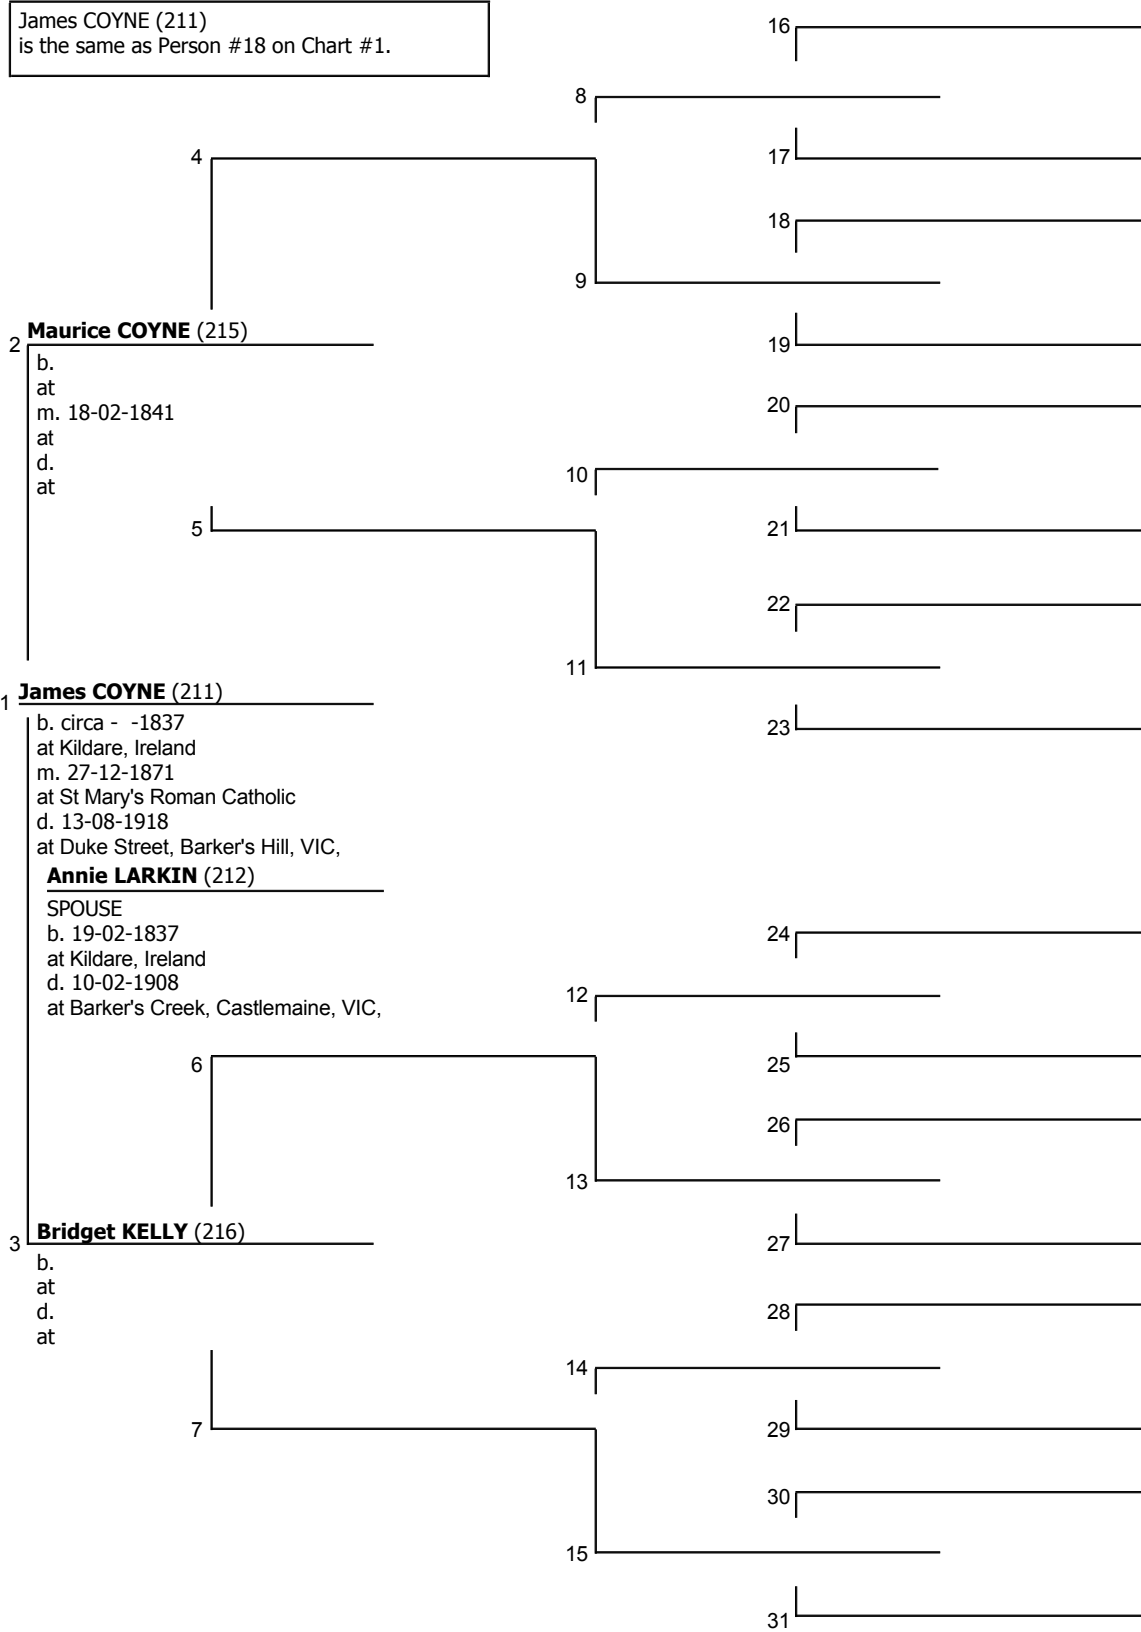 James COYNE (211)
is the same as Person #18 on Chart #1.
16
8
4
17
18
9
Maurice COYNE (215)
2
19
b.
at
m. 18-02-1841
at
d.
at
20
10
5
21
22
11
James COYNE (211)
1
23
b. circa - -1837
at Kildare, Ireland
m. 27-12-1871
at St Mary's Roman Catholic
d. 13-08-1918
at Duke Street, Barker's Hill, VIC,
Annie LARKIN (212)
SPOUSE
b. 19-02-1837
at Kildare, Ireland
d. 10-02-1908
at Barker's Creek, Castlemaine, VIC,
24
12
6
25
26
13
Bridget KELLY (216)
3
27
b.
at
d.
at
28
14
7
29
30
15
31